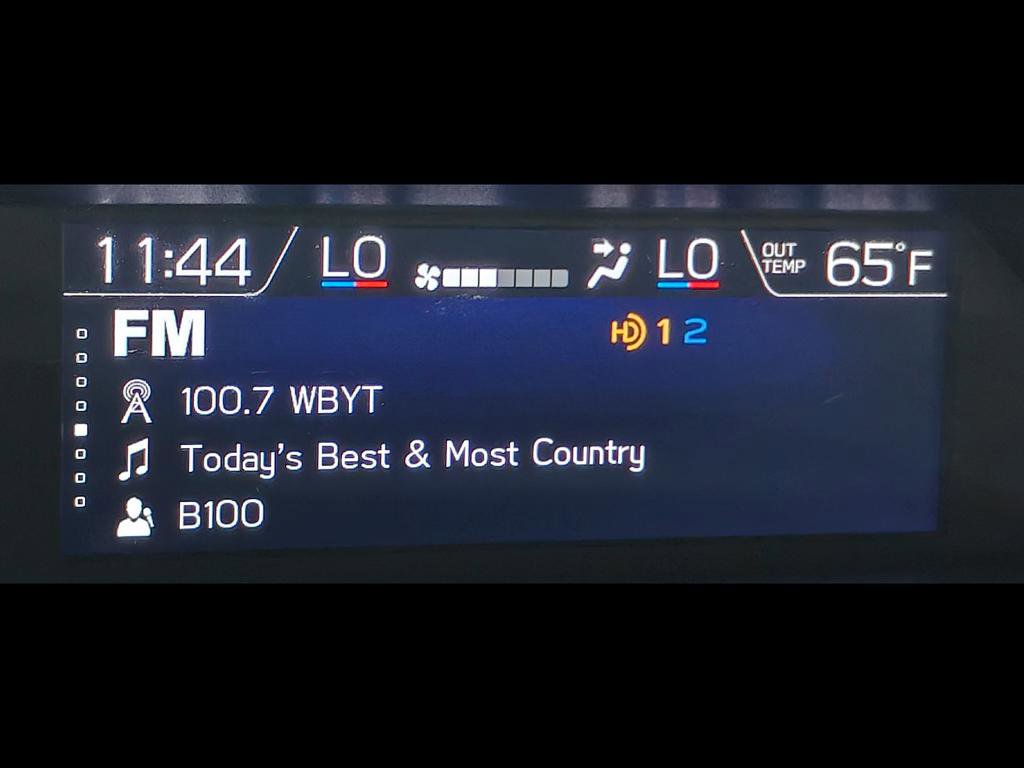 11:44 LO LO OUT TEMP 65°F
FM HD 1 2
100.7 WBYT
Today's Best & Most Country
B100